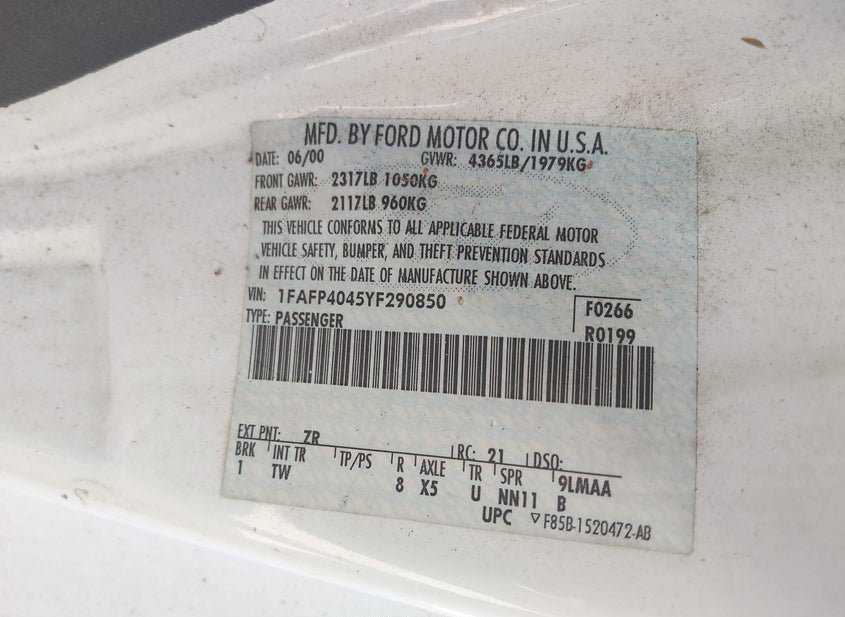 MFD. BY FORD MOTOR CO. IN U.S.A.
DATE: 06/00 GVWR: 4365LB/1979KG
FRONT GAWR: 2317LB 1050KG
REAR GAWR: 2117LB 960KG
THIS VEHICLE CONFORMS TO ALL APPLICABLE FEDERAL MOTOR
VEHICLE SAFETY, BUMPER, AND THEFT PREVENTION STANDARDS
IN EFFECT ON THE DATE OF MANUFACTURE SHOWN ABOVE.
VIN: 1FAFP4045YF290850 F0266
TYPE: PASSENGER R0199
EXT PNT: ZR RC: 21 DSO:
BRK INT TR TP/PS R AXLE TR SPR 9LMAA
1 TW 8 X5 U NN11 B
UPC ▽F85B-1520472-AB